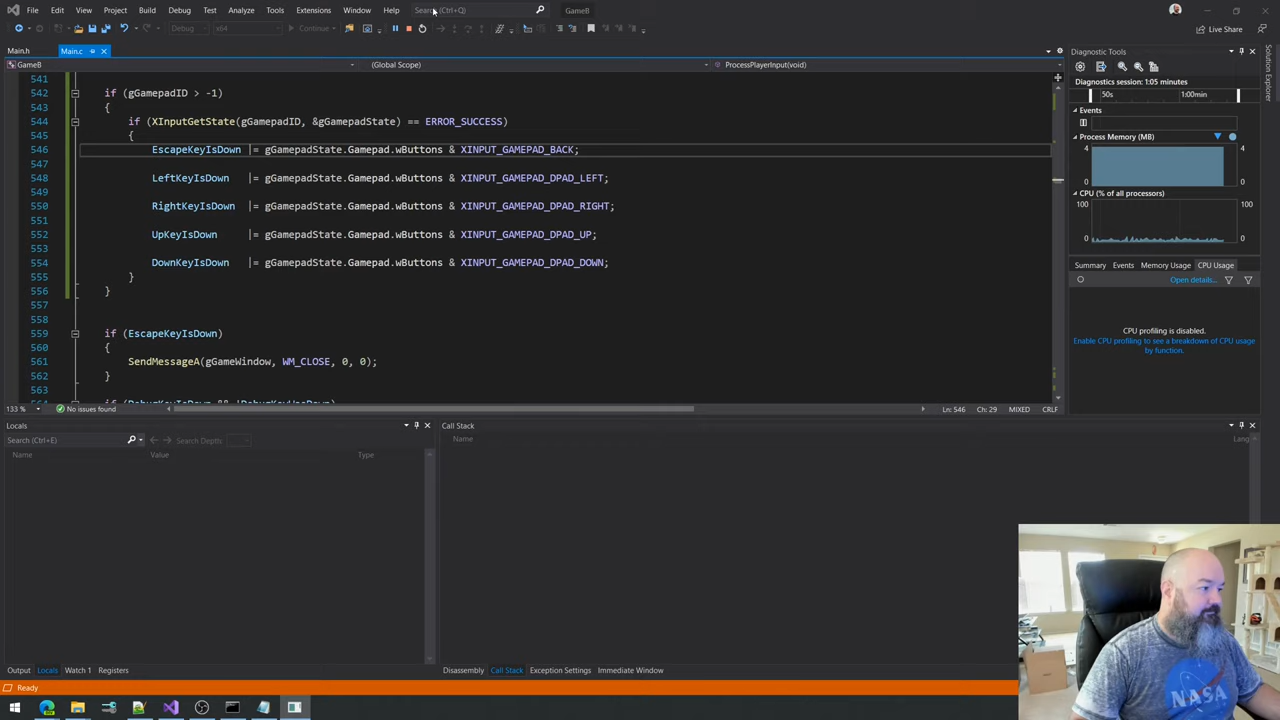 File Edit View Project Build Debug Test Analyze Tools Extensions Window Help Search (Ctrl+Q) GameB
Debug x64 Continue Live Share
Main.h Main.c
GameB (Global Scope) ProcessPlayerInput(void)
541
542 if (gGamepadID > -1)
543 {
544 if (XInputGetState(gGamepadID, &gGamepadState) == ERROR_SUCCESS)
545 {
546 EscapeKeyIsDown |= gGamepadState.Gamepad.wButtons & XINPUT_GAMEPAD_BACK;
547
548 LeftKeyIsDown |= gGamepadState.Gamepad.wButtons & XINPUT_GAMEPAD_DPAD_LEFT;
549
550 RightKeyIsDown |= gGamepadState.Gamepad.wButtons & XINPUT_GAMEPAD_DPAD_RIGHT;
551
552 UpKeyIsDown |= gGamepadState.Gamepad.wButtons & XINPUT_GAMEPAD_DPAD_UP;
553
554 DownKeyIsDown |= gGamepadState.Gamepad.wButtons & XINPUT_GAMEPAD_DPAD_DOWN;
555 }
556 }
557
559 if (EscapeKeyIsDown)
560 {
561 SendMessageA(gGameWindow, WM_CLOSE, 0, 0);
562 }
563
564 if (DebugKeyIsDown && !DebugKeyWasDown)
133 % No issues found Ln: 546 Ch: 29 MIXED CRLF
Diagnostic Tools
Diagnostics session: 1:05 minutes
50s 1:00min
Events
Process Memory (MB)
4 4
0 0
CPU (% of all processors)
100 100
0 0
Summary Events Memory Usage CPU Usage
Open details...
CPU profiling is disabled.
Enable CPU profiling to see a breakdown of CPU usage
by function.
Solution Explorer
Locals
Search (Ctrl+E) Search Depth:
Name Value Type
Call Stack
Name Lang
Output Locals Watch 1 Registers
Disassembly Call Stack Exception Settings Immediate Window
Ready
NASA